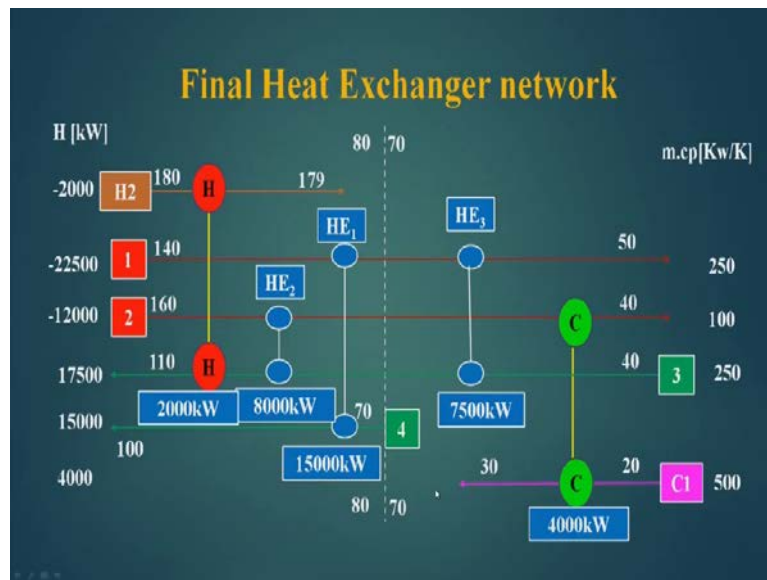 Final Heat Exchanger network
H [kW]
80 70
m.cp[Kw/K]
-2000 H2 180 H 179
HE1
HE3
-22500 1 140 50 250
HE2
-12000 2 160 C 40 100
17500 110 H 40 3 250
2000kW 8000kW 7500kW
15000 70 4
100
15000kW
4000 30 C 20 C1 500
80 70
4000kW